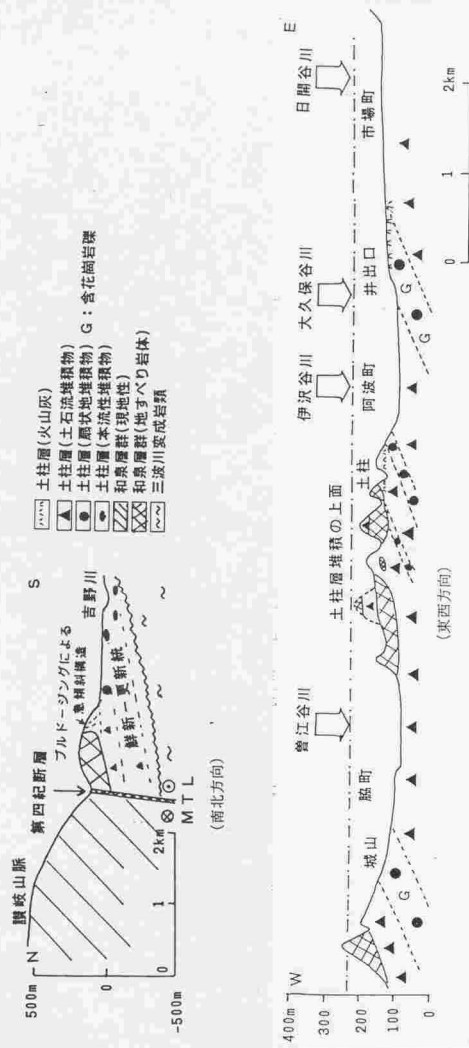 N
S
讃岐山脈
第四紀断層
ブルドージングによる
急傾斜構造
吉野川
500m
0
-500m
鮮新ー更新統
0
1
2km
MTL
(南北方向)
土柱層(火山灰)
土柱層(土石流堆積物)
土柱層(扇状地堆積物) G:含花崗岩礫
土柱層(本流性堆積物)
和泉層群(現地性)
和泉層群(地すべり岩体)
三波川変成岩類
W
E
400m
300
200
100
0
曽江谷川
伊沢谷川
大久保谷川
日開谷川
土柱層堆積の上面
城山
脇町
土柱
阿波町
井出口
市場町
G
G
G
0
1
2km
(東西方向)